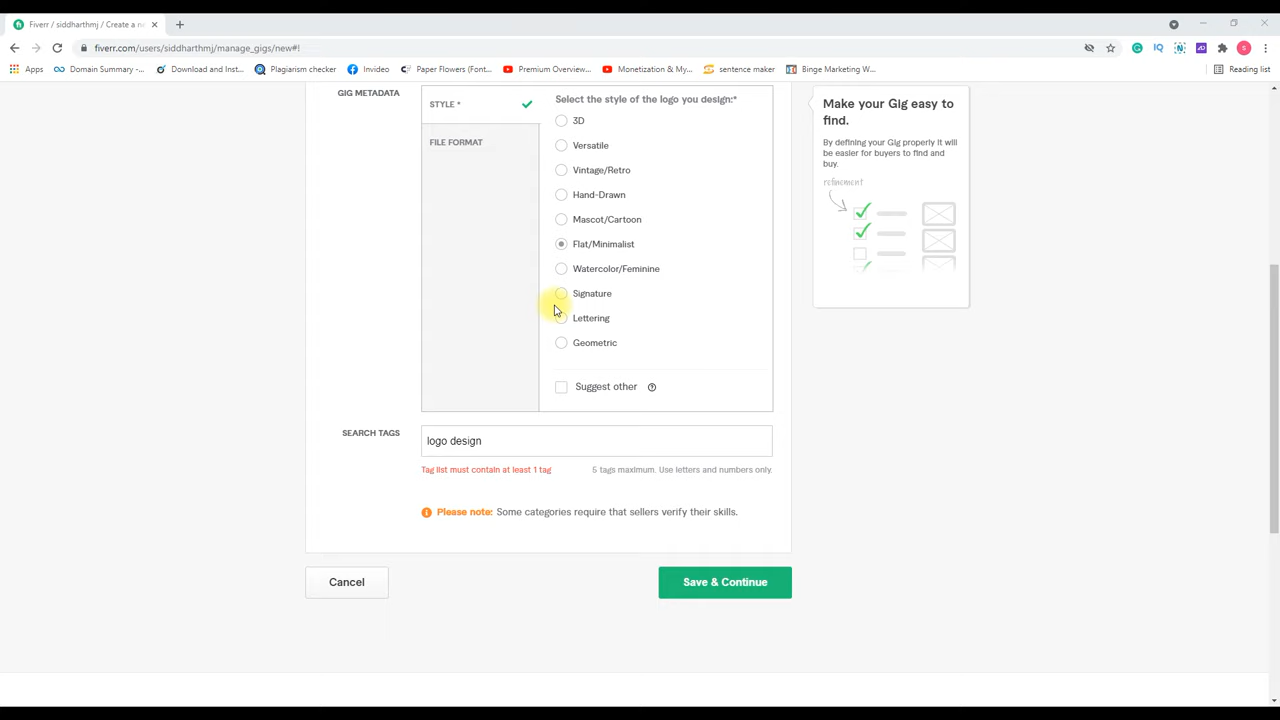 Fiverr / siddharthmj / Create a ne
fiverr.com/users/siddharthmj/manage_gigs/new#!
Apps Domain Summary -... Download and Inst... Plagiarism checker Invideo Paper Flowers (Font... Premium Overview... Monetization & My... sentence maker Binge Marketing W... Reading list
GIG METADATA
STYLE *
FILE FORMAT
Select the style of the logo you design:*
3D
Versatile
Vintage/Retro
Hand-Drawn
Mascot/Cartoon
Flat/Minimalist
Watercolor/Feminine
Signature
Lettering
Geometric
Suggest other
Make your Gig easy to
find.
By defining your Gig properly it will
be easier for buyers to find and
buy.
refinement
SEARCH TAGS
logo design
Tag list must contain at least 1 tag
5 tags maximum. Use letters and numbers only.
Please note: Some categories require that sellers verify their skills.
Cancel
Save & Continue